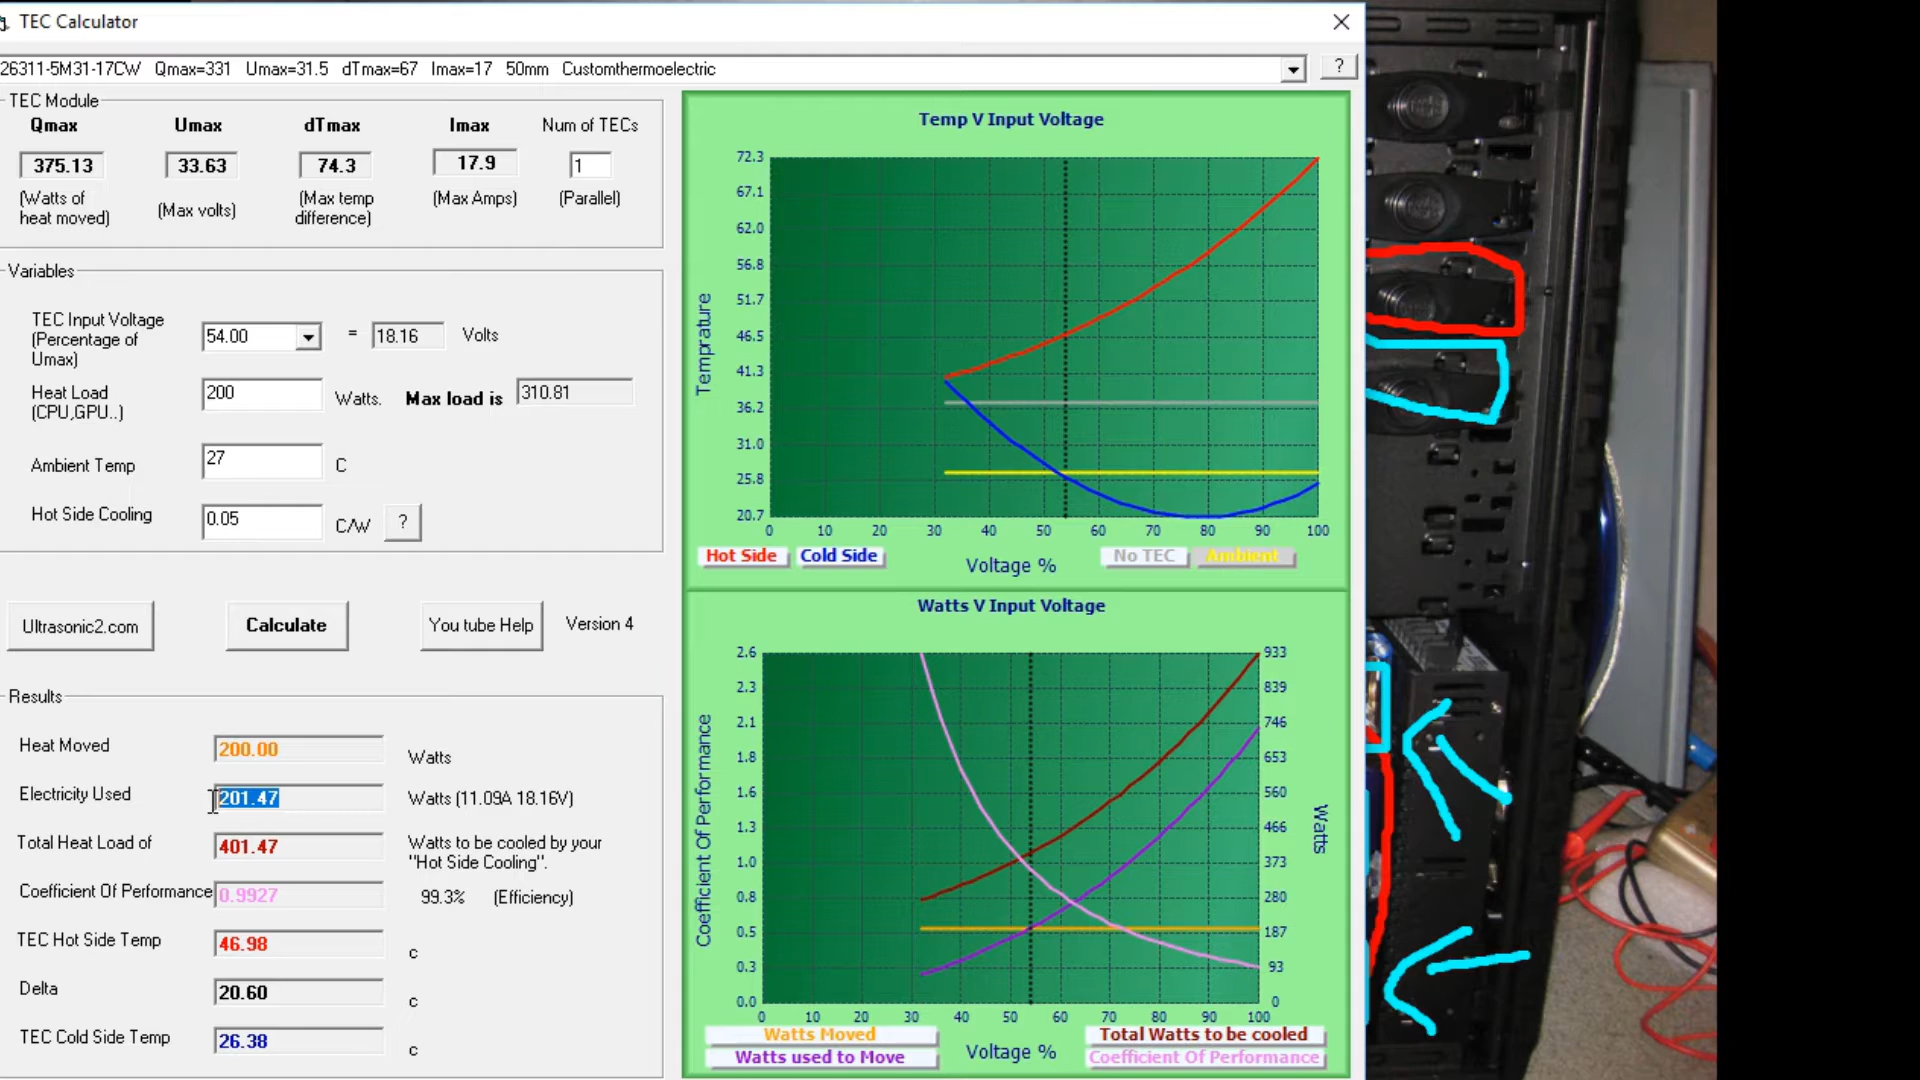 TEC Calculator
26311-5M31-17CW Qmax=331 Umax=31.5 dTmax=67 Imax=17 50mm Customthermoelectric
?
TEC Module
Qmax Umax dTmax Imax Num of TECs
375.13 33.63 74.3 17.9 1
(Watts of heat moved) (Max volts) (Max temp difference) (Max Amps) (Parallel)
Variables
TEC Input Voltage (Percentage of Umax) 54.00 = 18.16 Volts
Heat Load (CPU,GPU..) 200 Watts. Max load is 310.81
Ambient Temp 27 C
Hot Side Cooling 0.05 C/W ?
Ultrasonic2.com Calculate You tube Help Version 4
Results
Heat Moved 200.00 Watts
Electricity Used 201.47 Watts (11.09A 18.16V)
Total Heat Load of 401.47 Watts to be cooled by your "Hot Side Cooling".
Coefficient Of Performance 0.9927 99.3% (Efficiency)
TEC Hot Side Temp 46.98 c
Delta 20.60 c
TEC Cold Side Temp 26.38 c
Temp V Input Voltage
Temprature
72.3
67.1
62.0
56.8
51.7
46.5
41.3
36.2
31.0
25.8
20.7
0 10 20 30 40 50 60 70 80 90 100
Hot Side Cold Side Voltage % No TEC Ambient
Watts V Input Voltage
Coefficient Of Performance
2.6 933
2.3 839
2.1 746
1.8 653
1.6 560
1.3 466
1.0 373
0.8 280
0.5 187
0.3 93
0.0 0
Watts
0 10 20 30 40 50 60 70 80 90 100
Watts Moved Total Watts to be cooled
Watts used to Move Voltage % Coefficient Of Performance